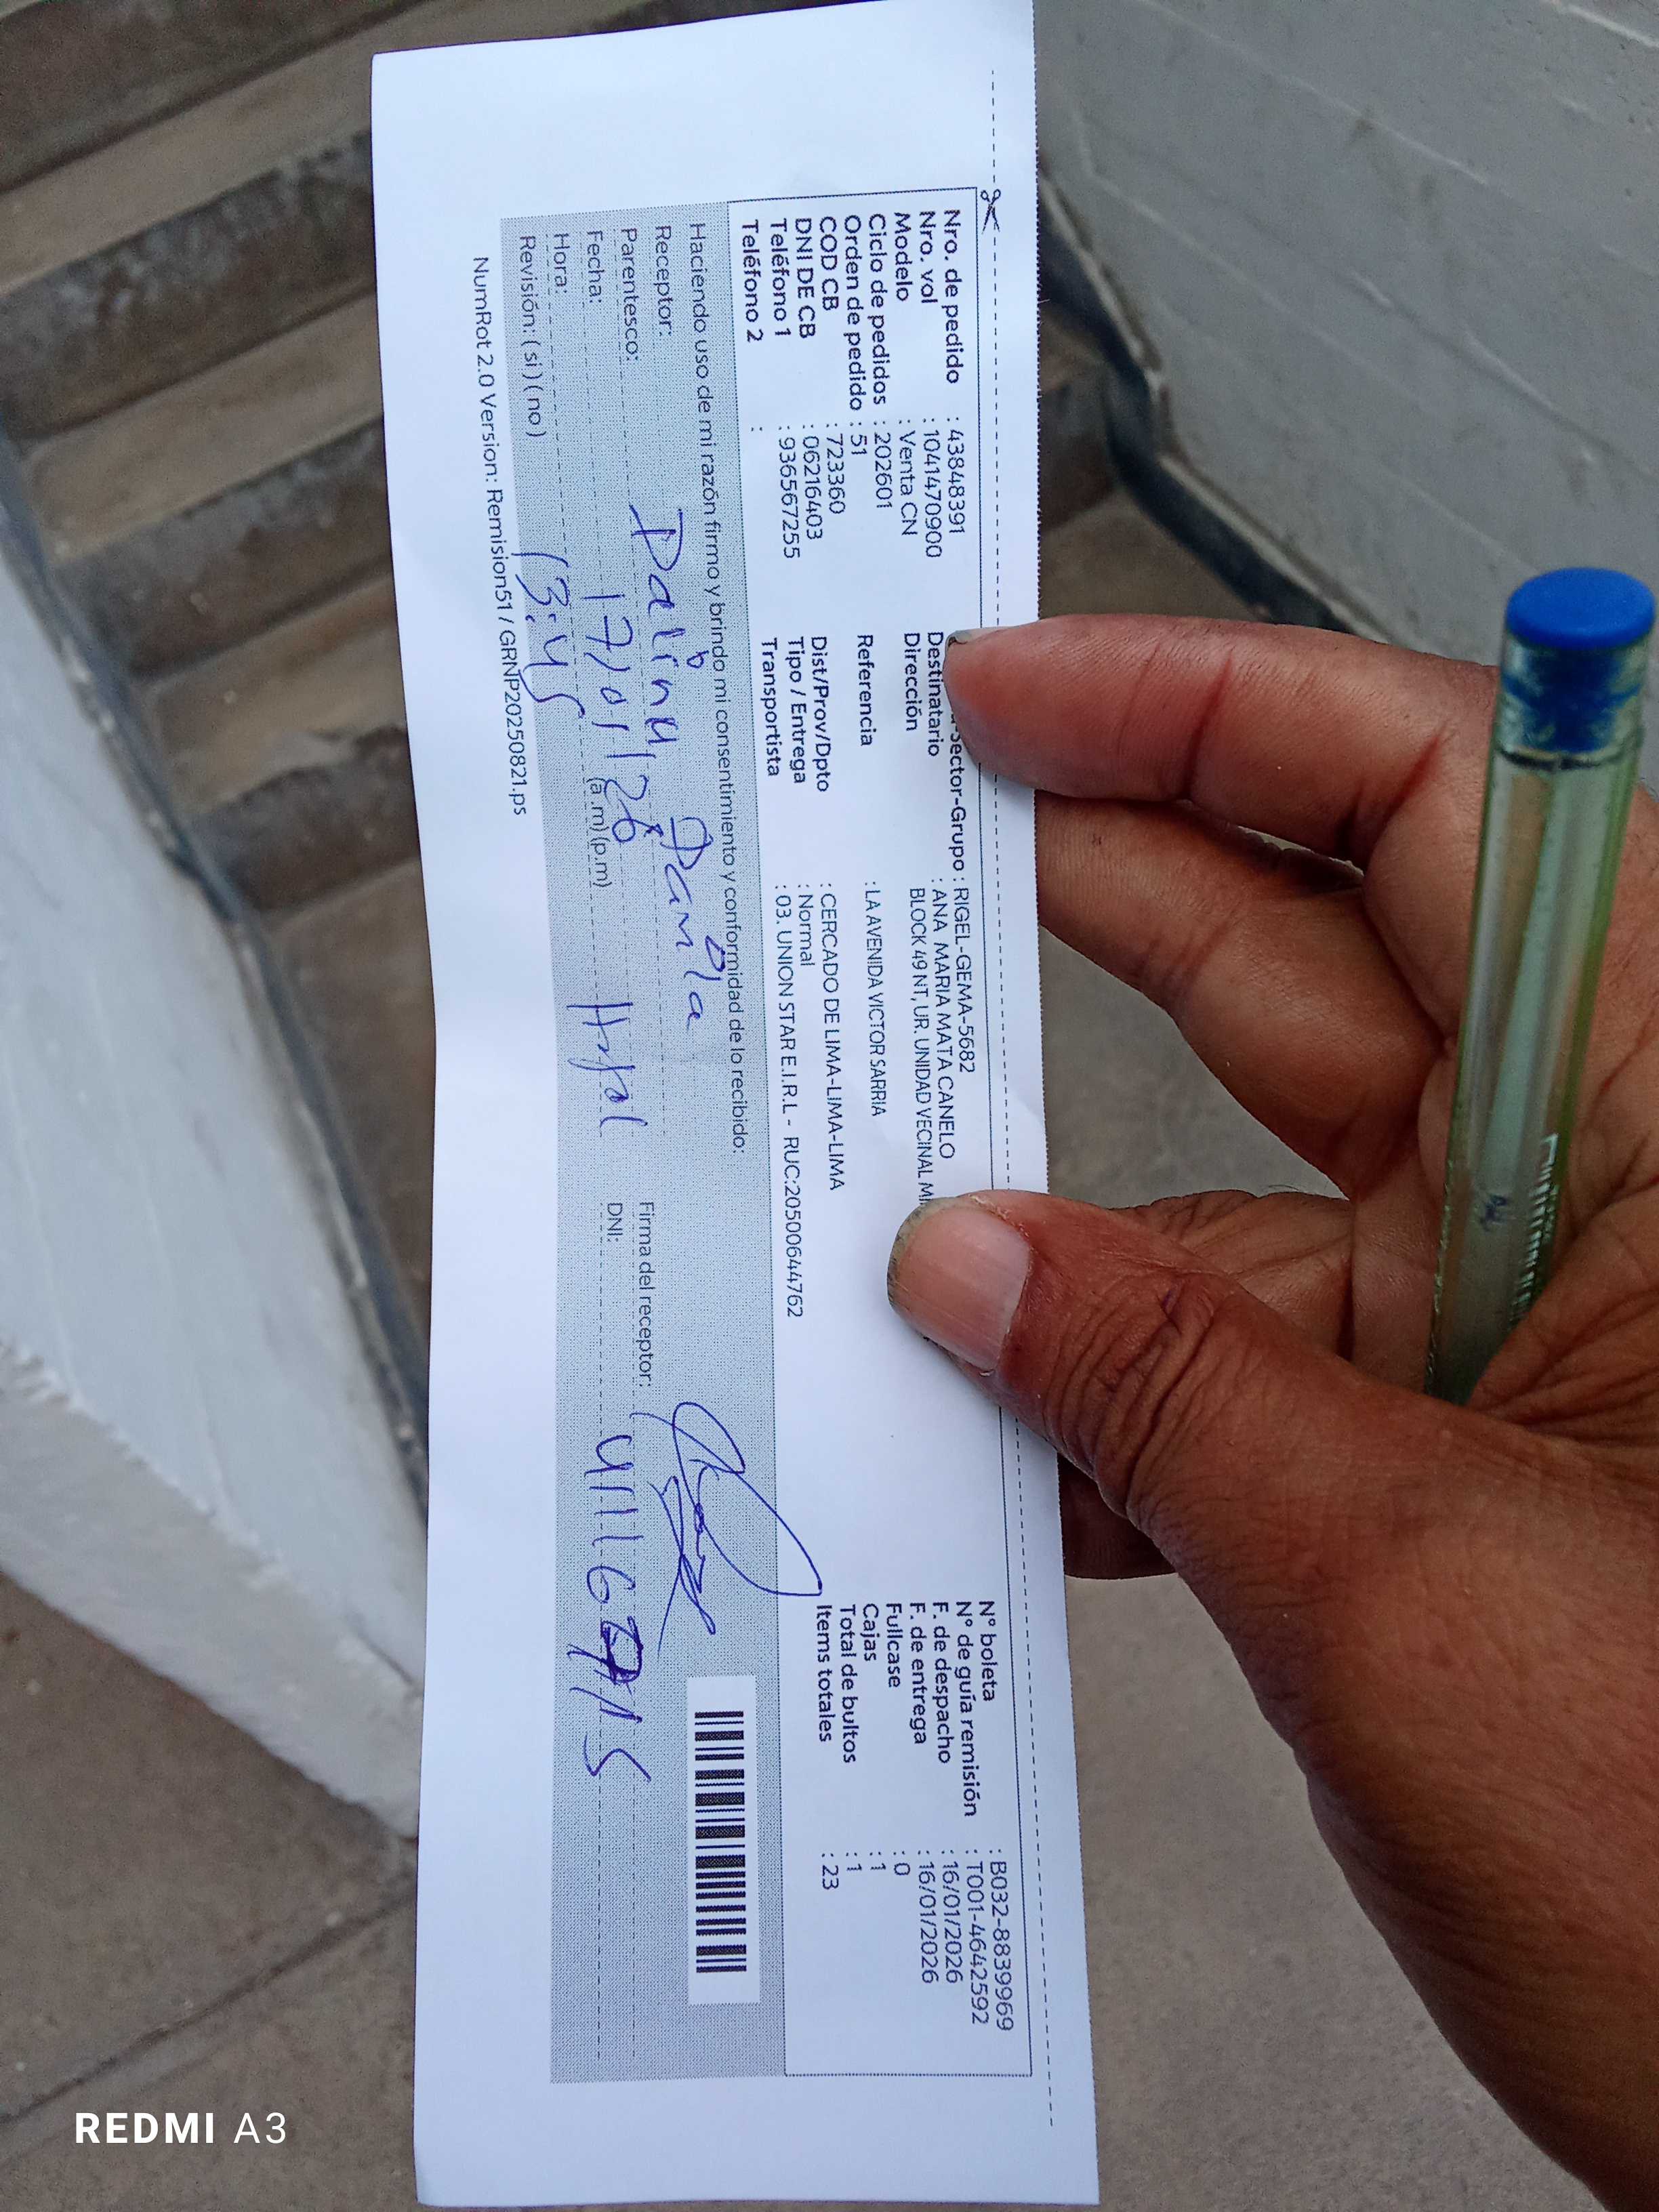 Nro. de pedido : 43848391
Nro. val : 1041470900
Modelo : Venta CN
Ciclo de pedidos : 202601
Orden de pedido : 51
COD CB : 723360
DNI DE CB : 06216403
Teléfono 1 : 936567255
Teléfono 2 :
Sector-Grupo : RIGEL-GEMA-5682
Destinatario : ANA MARIA MATA CANELO
Dirección BLOCK 49 NT, UR. UNIDAD VECINAL
Referencia : LA AVENIDA VICTOR SARRIA
Dist/Prov/Dpto : CERCADO DE LIMA-LIMA-LIMA
Tipo / Entrega : Normal
Transportista : 03. UNION STAR E.I.R.L - RUC:20500644762
N° boleta : B032-8839969
N° de guía remisión : T001-4642592
F. de despacho : 16/01/2026
F. de entrega : 16/01/2026
Fullcase : 0
Cajas : 1
Total de bultos : 1
Items totales : 23
Haciendo uso de mi razón firmo y brindo mi consentimiento y conformidad de lo recibido:
Receptor:
Parentesco:
Fecha: 17/01/26
Hora: 13:45 (a.m) (p.m)
Revisión: ( si ) ( no )
Firma del receptor:
DNI:
NumRot 2.0 Version: Remision51 / GRNP20250821.ps
REDMI A3